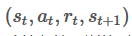 (s_t, a_t, r_t, s_{t+1})